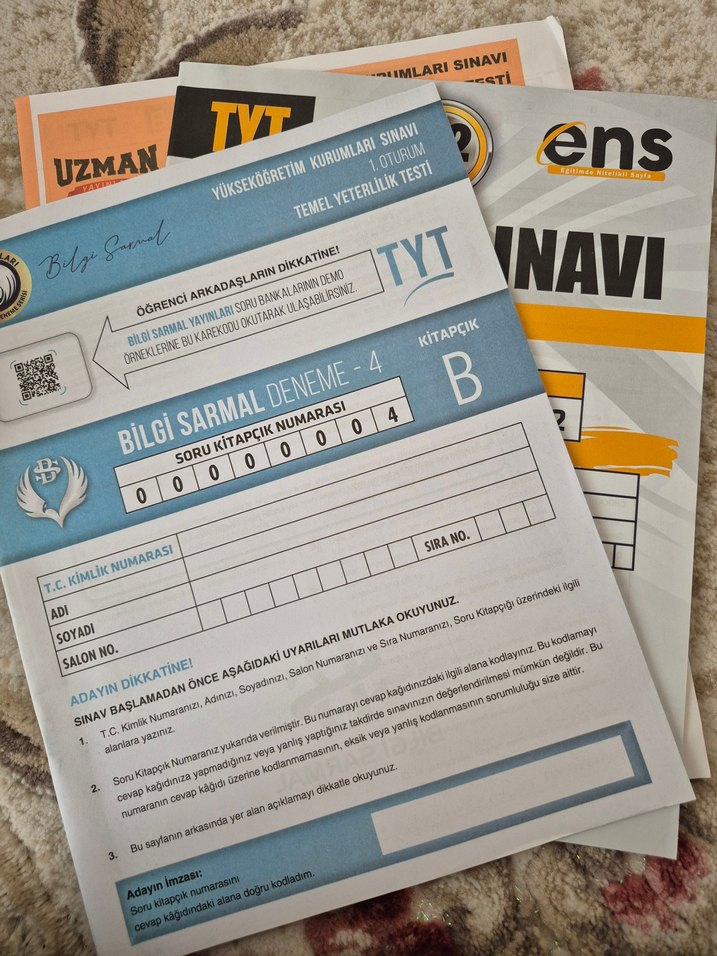 KURUMLARI SINAVI
TESTİ
UZMAN
TYT
2
ens
Eğitimde Nitelikli Sayfa
INAVI
2
YÜKSEKÖĞRETİM KURUMLARI SINAVI
1. OTURUM
TEMEL YETERLİLİK TESTİ
Bilgi Sarmal
TYT
ÖĞRENCİ ARKADAŞLARIN DİKKATİNE!
BİLGİ SARMAL YAYINLARI SORU BANKALARININ DEMO
ÖRNEKLERİNE BU KAREKODU OKUTARAK ULAŞABİLİRSİNİZ.
KİTAPÇIK
B
BİLGİ SARMAL DENEME - 4
SORU KİTAPÇIK NUMARASI
0 0 0 0 0 0 0 4
T.C. KİMLİK NUMARASI
ADI
SOYADI
SALON NO.
SIRA NO.
ADAYIN DİKKATİNE!
SINAV BAŞLAMADAN ÖNCE AŞAĞIDAKİ UYARILARI MUTLAKA OKUYUNUZ.
1. T.C. Kimlik Numaranızı, Adınızı, Soyadınızı, Salon Numaranızı ve Sıra Numaranızı, Soru Kitapçığı üzerindeki ilgili
alanlara yazınız.
2. Soru Kitapçık Numaranız yukarıda verilmiştir. Bu numarayı cevap kağıdınızdaki ilgili alana kodlayınız. Bu kodlamayı
cevap kağıdınıza yapmadığınız veya yanlış yaptığınız takdirde sınavınızın değerlendirilmesi mümkün değildir. Bu
numaranın cevap kâğıdı üzerine kodlanmamasının, eksik veya yanlış kodlanmasının sorumluluğu size aittir.
3. Bu sayfanın arkasında yer alan açıklamayı dikkatle okuyunuz.
Adayın İmzası:
Soru kitapçık numarasını
cevap kâğıdındaki alana doğru kodladım.